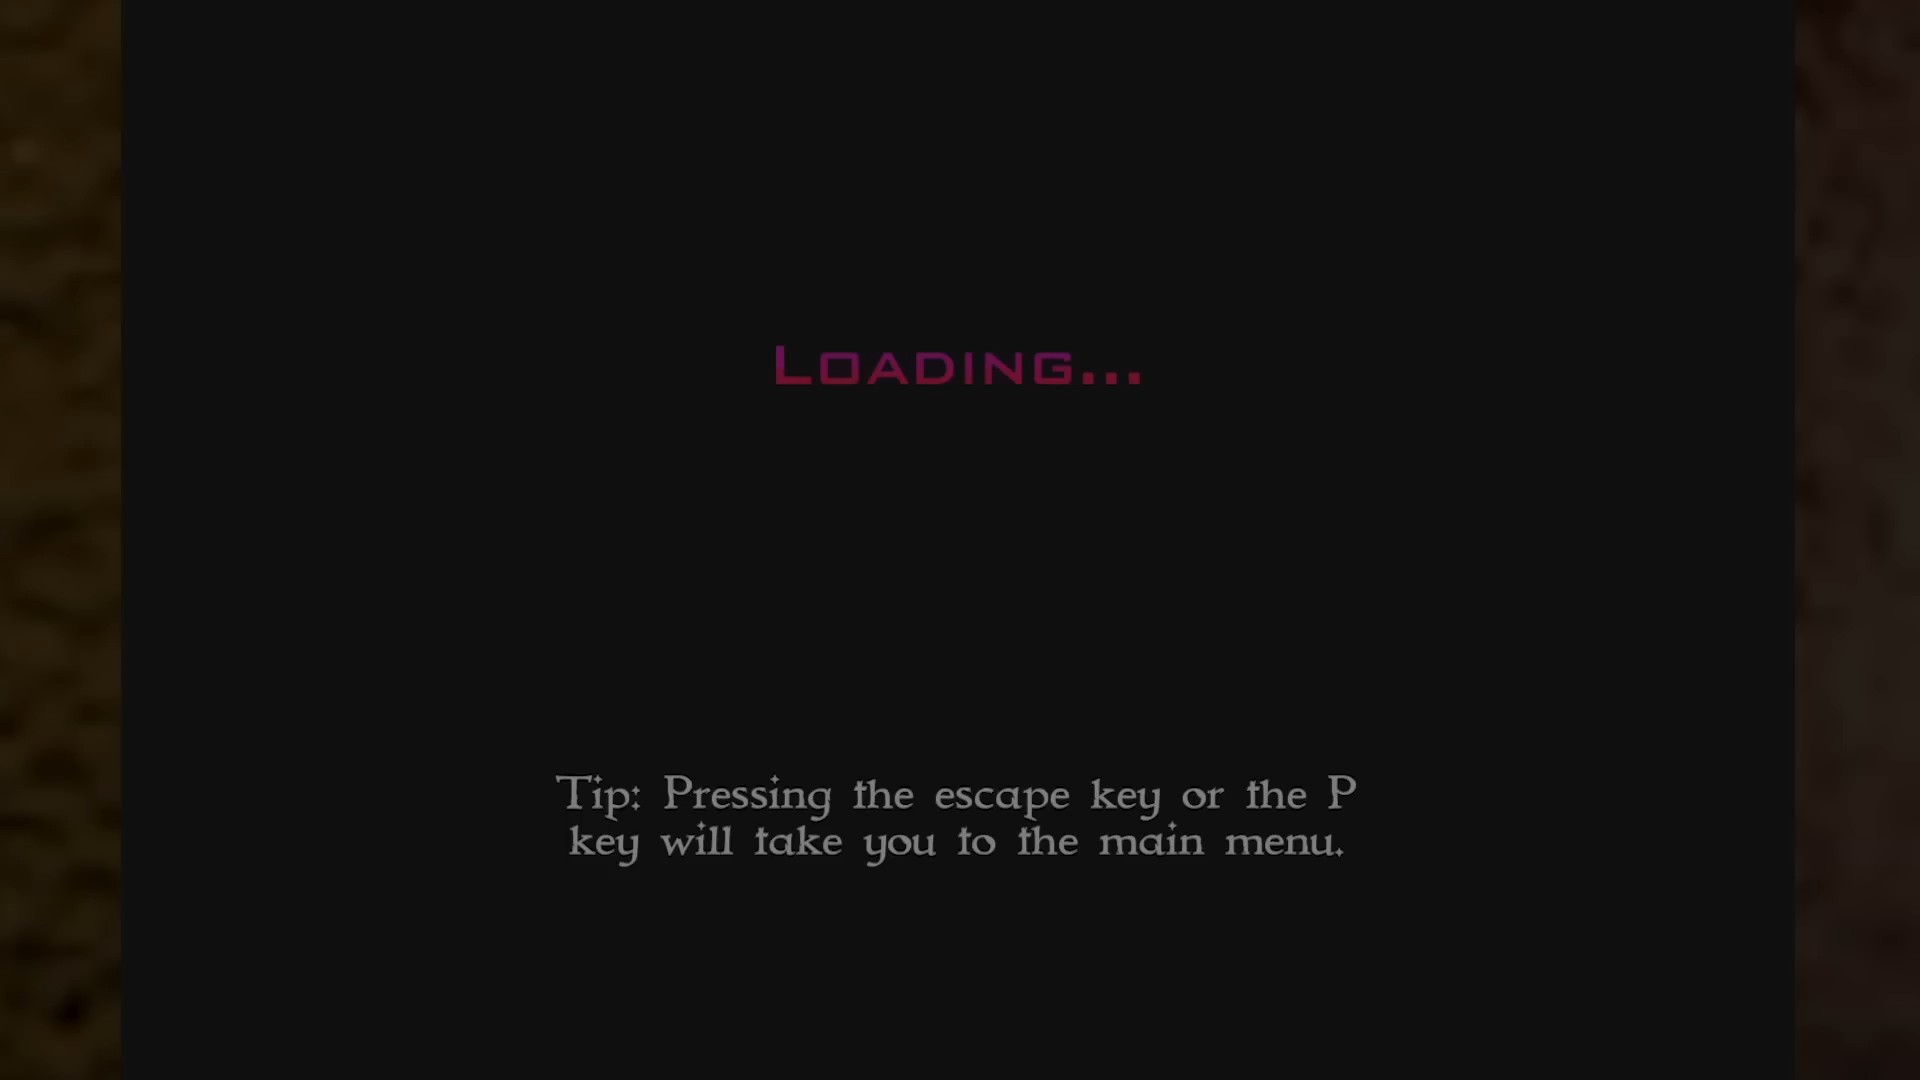 Loading...
Tip: Pressing the escape key or the P
key will take you to the main menu.